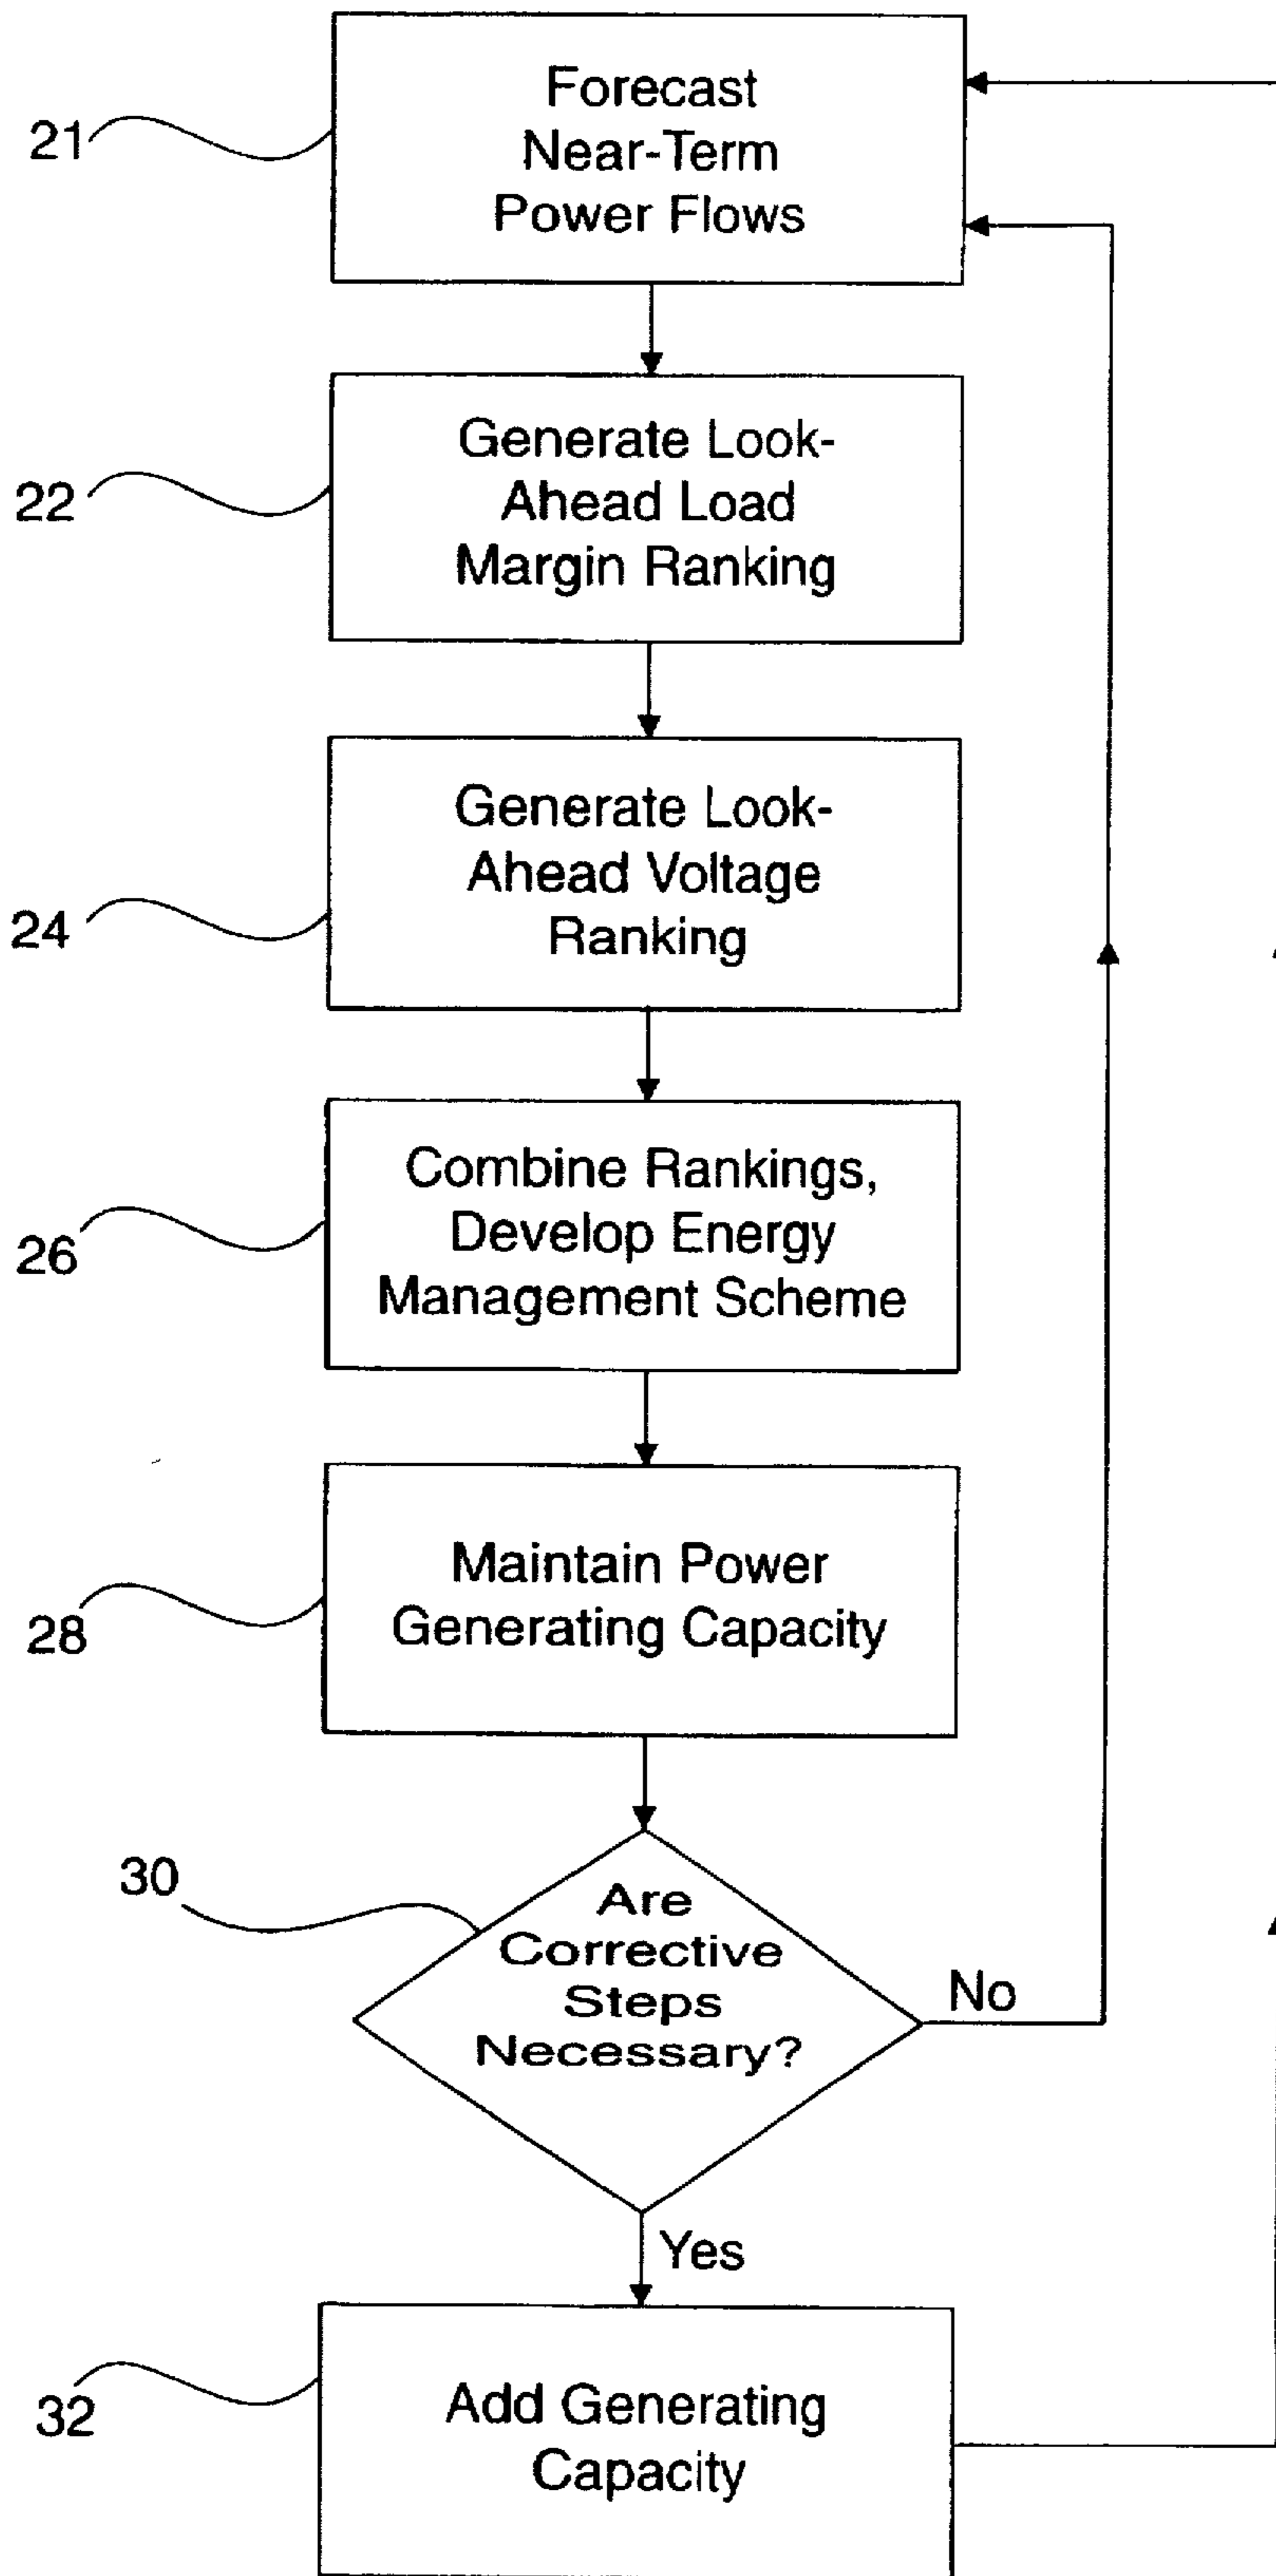 Forecast
Near-Term
Power Flows
21
Generate Look-
Ahead Load
Margin Ranking
22
Generate Look-
Ahead Voltage
Ranking
24
Combine Rankings,
Develop Energy
Management Scheme
26
Maintain Power
Generating Capacity
28
30
Are
Corrective
Steps
Necessary?
No
Yes
Add Generating
Capacity
32